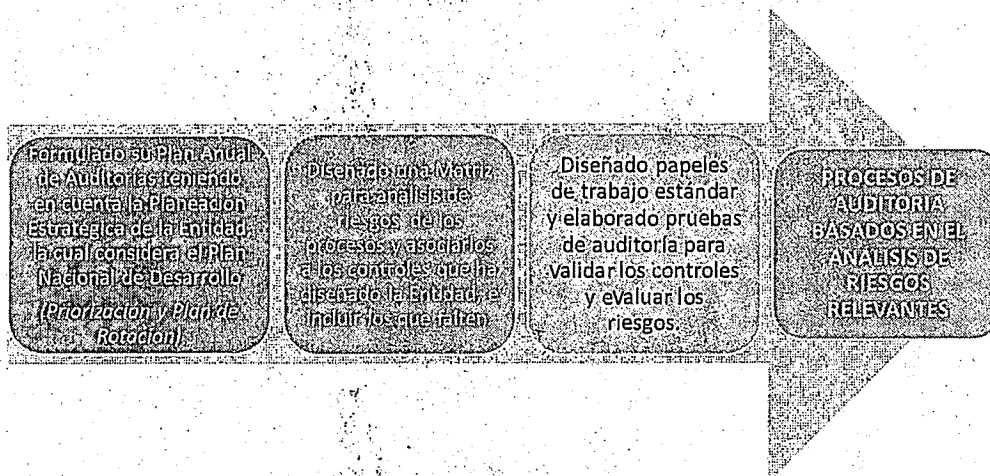 Formulado su Plan Anual
de Auditorías teniendo
en cuenta la Planeación
Estratégica de la Entidad,
la cual considera el Plan
Nacional de Desarrollo
(Priorización y Plan de
Rotación)
Diseñado una Matriz
para análisis de
riesgos de los
procesos y asociarlos
a los controles que ha
diseñado la Entidad, e
incluir los que falten.
Diseñado papeles
de trabajo estándar
y elaborado pruebas
de auditoría para
validar los controles
y evaluar los
riesgos.
PROCESOS DE
AUDITORIA
BASADOS EN EL
ANALISIS DE
RIESGOS
RELEVANTES